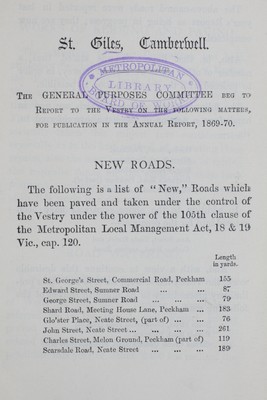 St. Giles, Camberwell.
METROPOLITAN
LIBRARY
BOARD OF WORKS
The GENERAL PURPOSES COMMITTEE beg to
Report to the Vestry on the following matters,
for publication in the Annual Report, 1869-70.
NEW ROADS.
The following is a list of "New," Roads which
have been paved and taken under the control of
the Vestry under the power of the 105th clause of
the Metropolitan Local Management Act, 18 & 19
Vic., cap. 120.
Length
in yards.
St. George's Street, Commercial Road, Peckham 155
Edward Street, Sumner Road ... ... 87
George Street, Sumner Road ... ... ... 79
Shard Road, Meeting House Lane, Peckham ... 183
Glo'ster Place, Neate Street, (part of) ... ... 76
John Street, Neate Street ... ... ... ... 261
Charles Street, Melon Ground, Peckham (part of) 119
Scarsdale Road, Neate Street ... ... 189